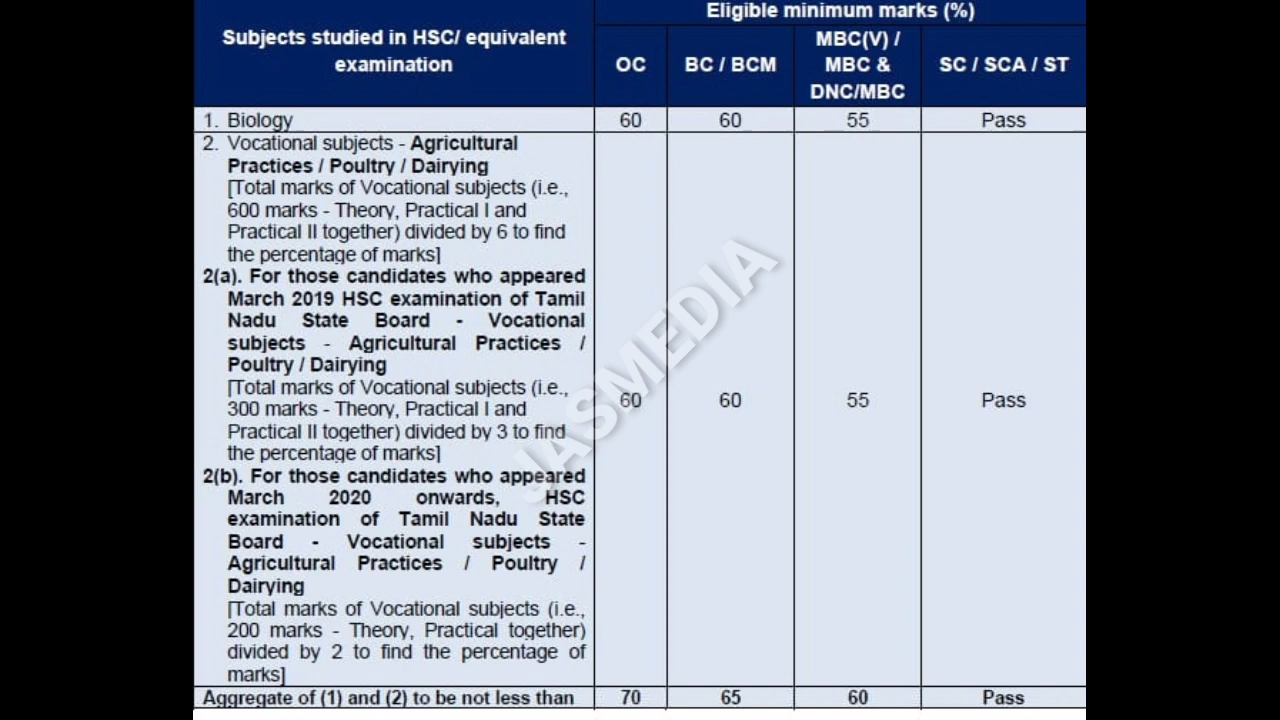 Subjects studied in HSC/ equivalent
examination
Eligible minimum marks (%)
OC
BC / BCM
MBC(V) /
MBC &
DNC/MBC
SC / SCA / ST
1. Biology 60 60 55 Pass
2. Vocational subjects - Agricultural
Practices / Poultry / Dairying
[Total marks of Vocational subjects (i.e.,
600 marks - Theory, Practical I and
Practical II together) divided by 6 to find
the percentage of marks]
2(a). For those candidates who appeared
March 2019 HSC examination of Tamil
Nadu State Board - Vocational
subjects - Agricultural Practices /
Poultry / Dairying
[Total marks of Vocational subjects (i.e.,
300 marks - Theory, Practical I and
Practical II together) divided by 3 to find
the percentage of marks]
2(b). For those candidates who appeared
March 2020 onwards, HSC
examination of Tamil Nadu State
Board - Vocational subjects -
Agricultural Practices / Poultry /
Dairying
[Total marks of Vocational subjects (i.e.,
200 marks - Theory, Practical together)
divided by 2 to find the percentage of
marks]
60 60 55 Pass
Aggregate of (1) and (2) to be not less than 70 65 60 Pass
JASMEDIA